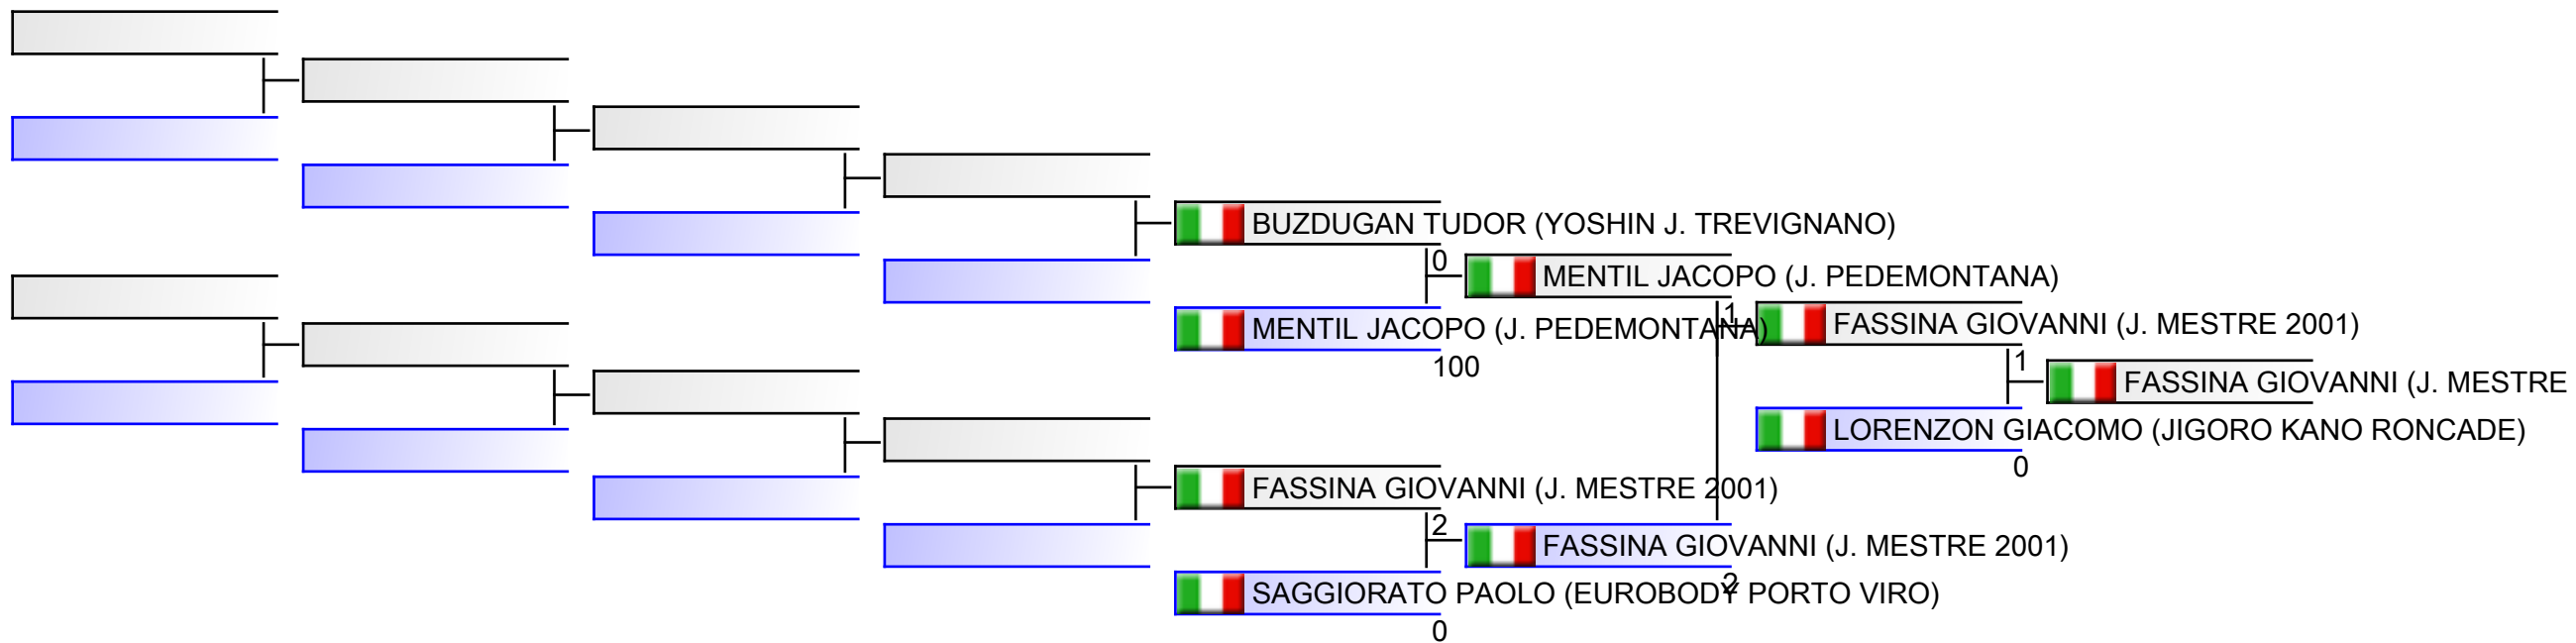 BUZDUGAN TUDOR (YOSHIN J. TREVIGNANO)
0
MENTIL JACOPO (J. PEDEMONTANA)
MENTIL JACOPO (J. PEDEMONTANA)
100
1
FASSINA GIOVANNI (J. MESTRE 2001)
1
FASSINA GIOVANNI (J. MESTRE
LORENZON GIACOMO (JIGORO KANO RONCADE)
0
FASSINA GIOVANNI (J. MESTRE 2001)
2
FASSINA GIOVANNI (J. MESTRE 2001)
2
SAGGIORATO PAOLO (EUROBODY PORTO VIRO)
0